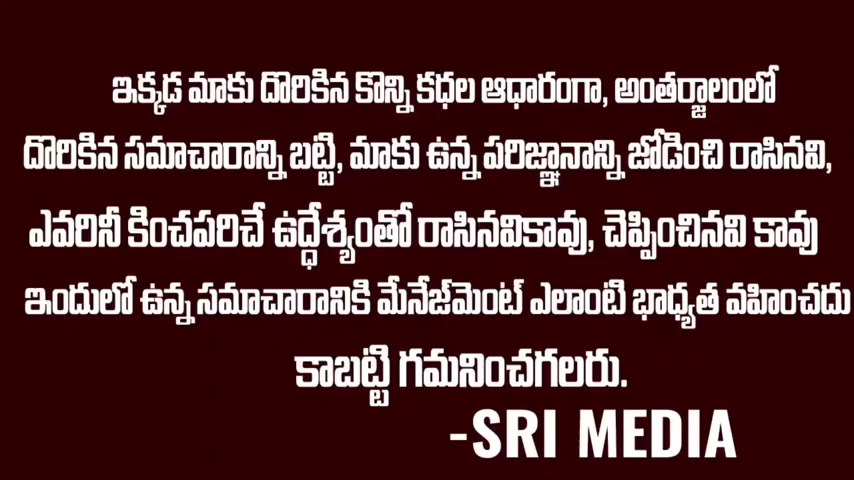 ఇక్కడ మాకు దొరికిన కొన్ని కధల ఆధారంగా, అంతర్జాలంలో
దొరికిన సమాచారాన్ని బట్టి, మాకు ఉన్న పరిజ్ఞానాన్ని జోడించి రాసినవి,
ఎవరినీ కించపరిచే ఉద్ధేశ్యంతో రాసినవికావు, చెప్పించినవి కావు
ఇందులో ఉన్న సమాచారానికి మేనేజ్‌మెంట్ ఎలాంటి భాధ్యత వహించదు
కాబట్టి గమనించగలరు.
-SRI MEDIA